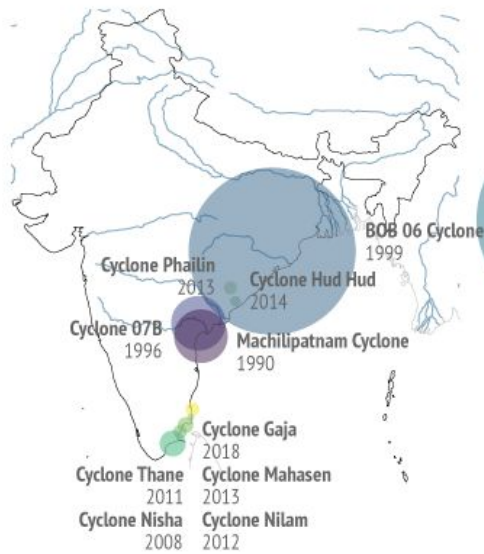 BOB 06 Cyclone
1999
Cyclone Phailin
2013
Cyclone Hud Hud
2014
Cyclone 07B
1996
Machilipatnam Cyclone
1990
Cyclone Gaja
2018
Cyclone Thane
2011
Cyclone Mahasen
2013
Cyclone Nisha
2008
Cyclone Nilam
2012